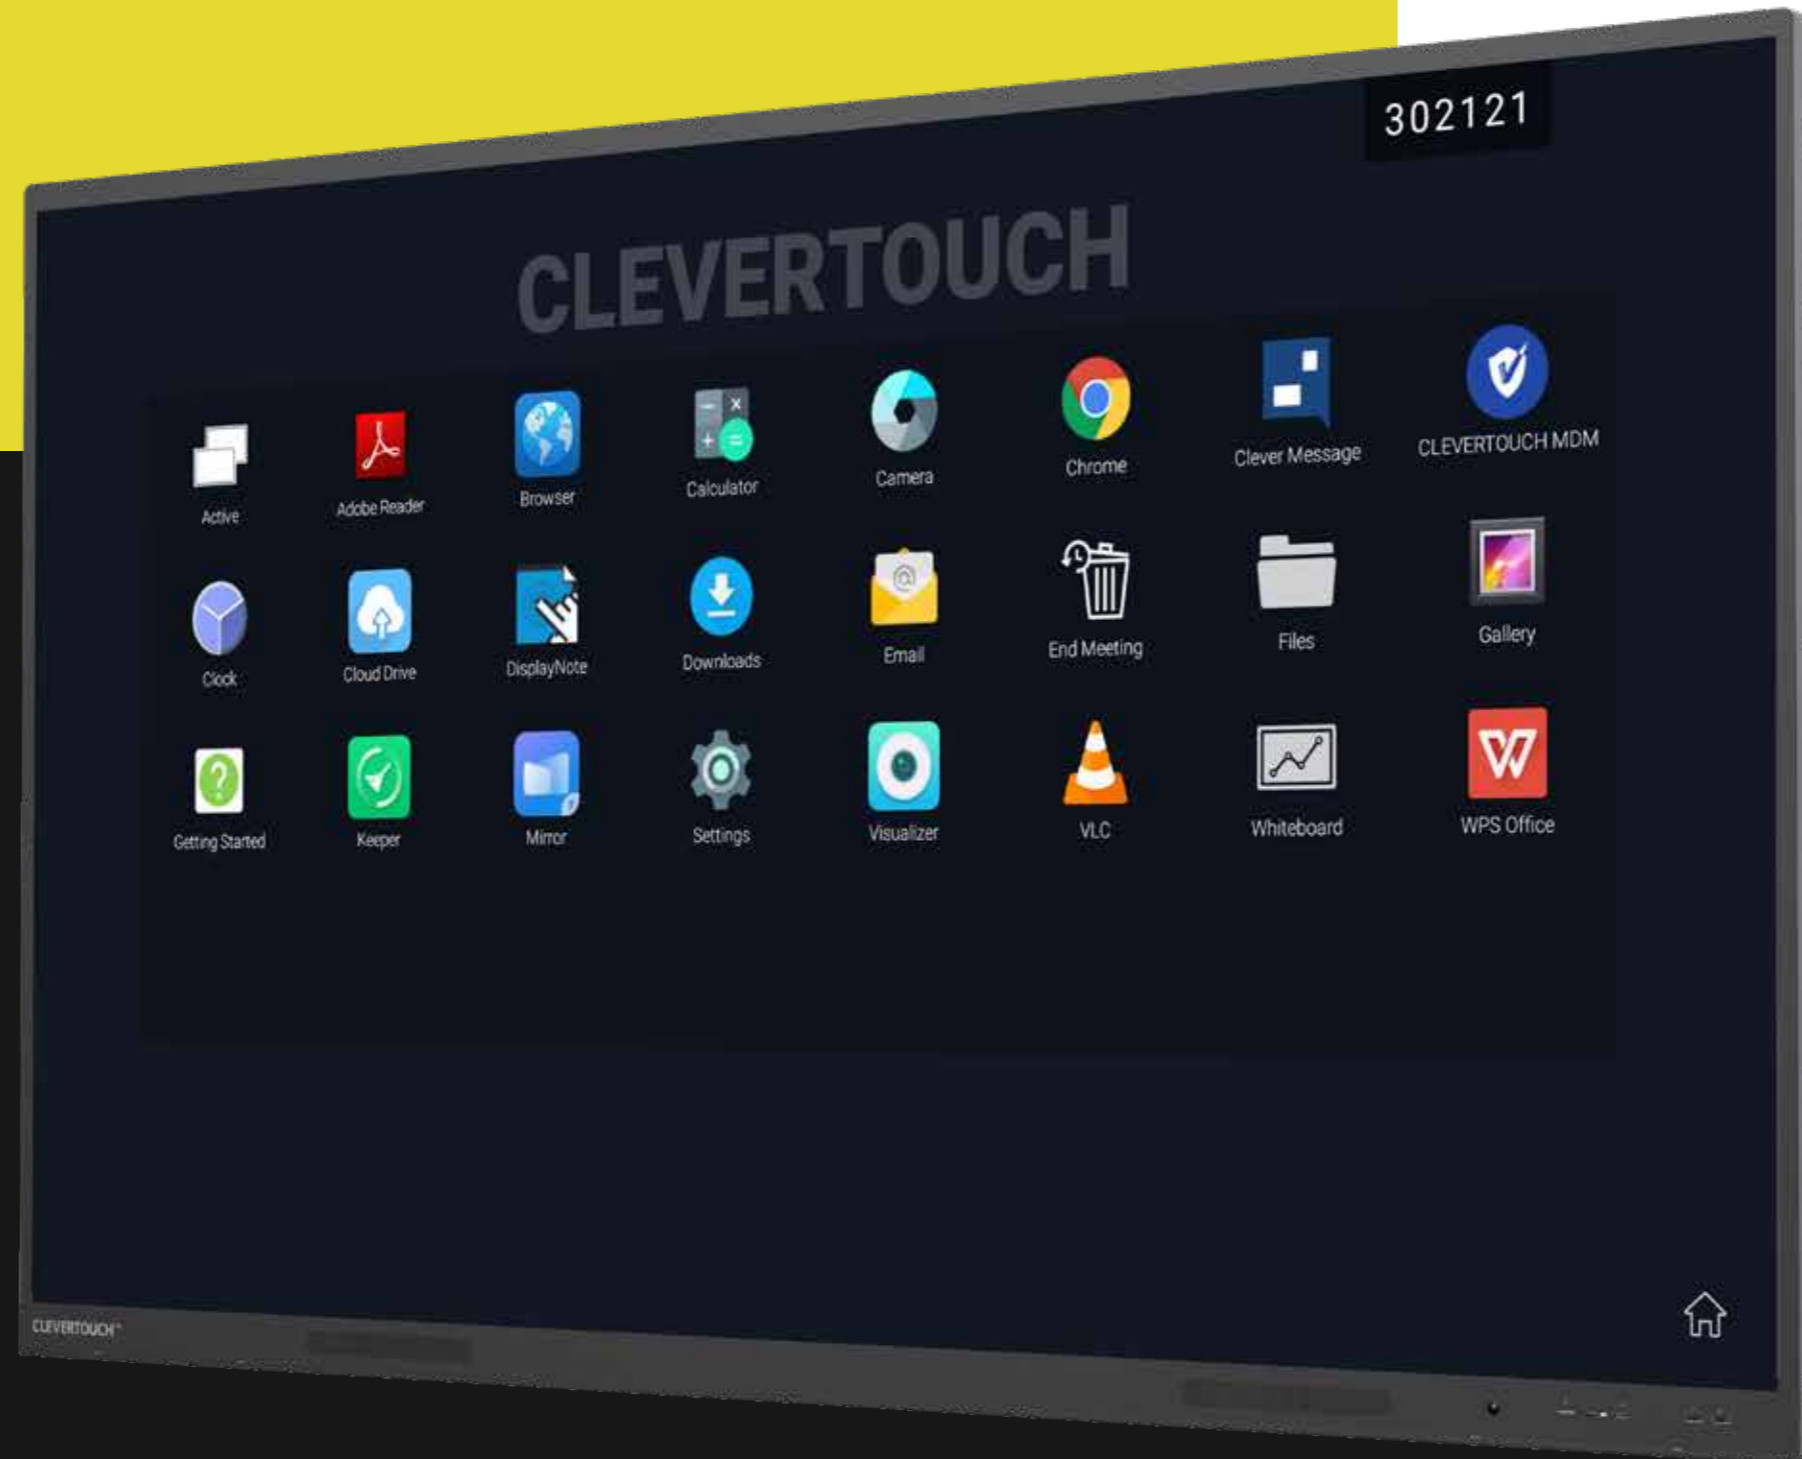 302121
CLEVERTOUCH
Active
Adobe Reader
Browser
Calculator
Camera
Chrome
Clever Message
CLEVERTOUCH MDM
Clock
Cloud Drive
DisplayNote
Downloads
Email
End Meeting
Files
Gallery
Getting Started
Keeper
Mirror
Settings
Visualizer
VLC
Whiteboard
WPS Office
CLEVERTOUCH™